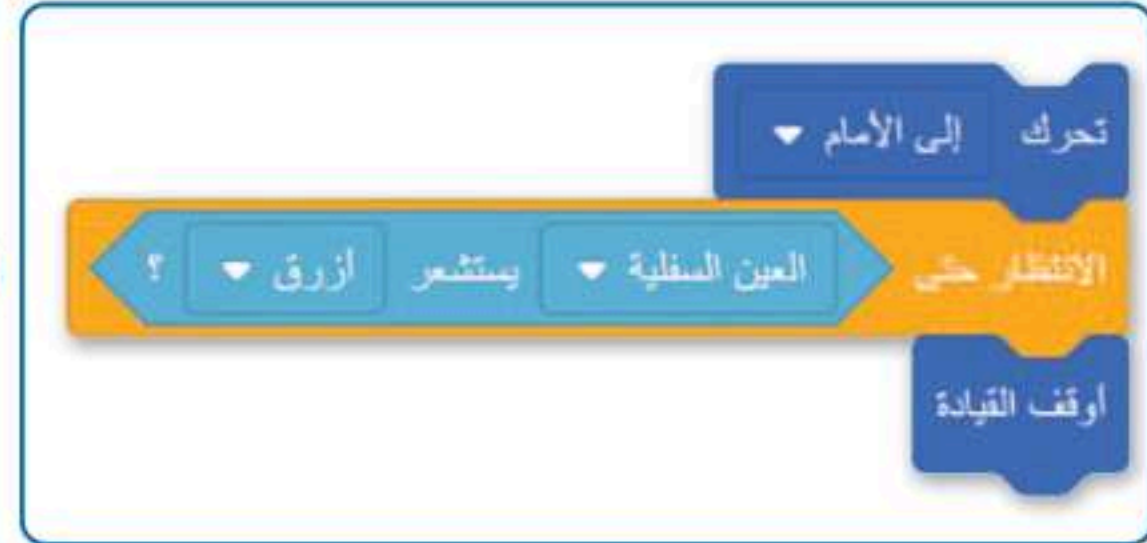 تحرك إلى الأمام
الانتظار حتى العين السفلية يستشعر أزرق ؟
أوقف القيادة